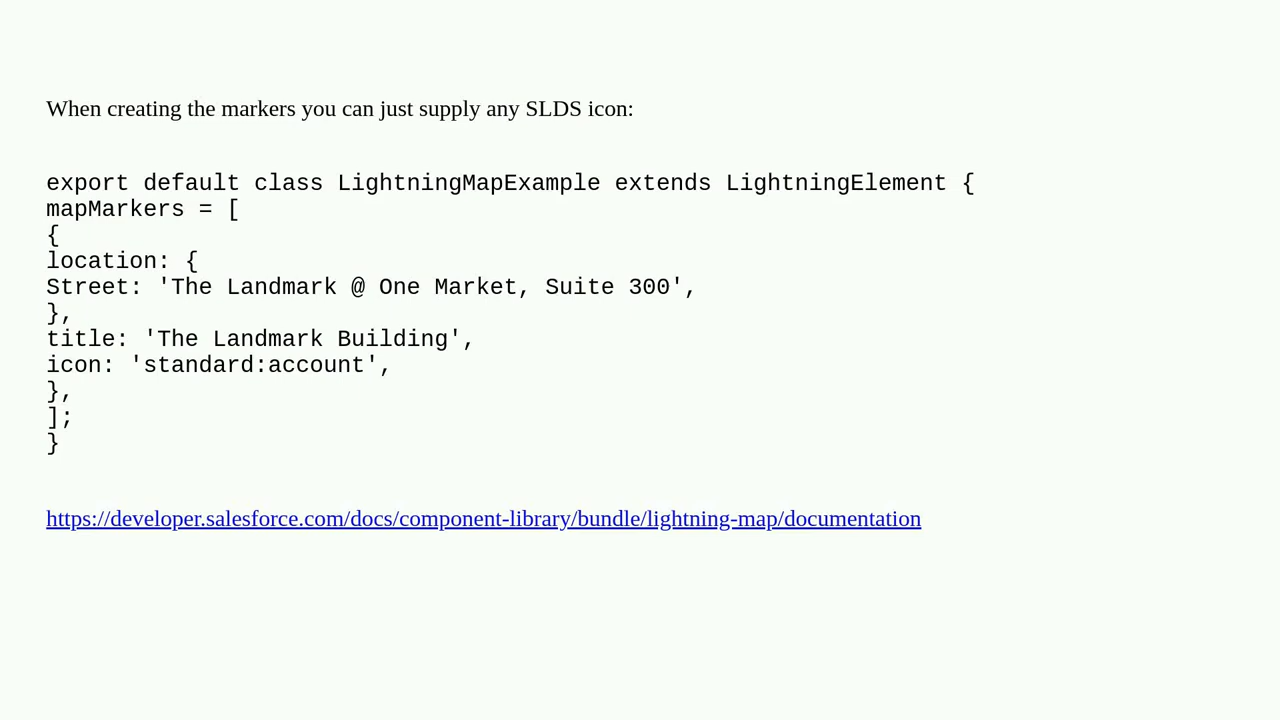 When creating the markers you can just supply any SLDS icon:
export default class LightningMapExample extends LightningElement {
mapMarkers = [
{
location: {
Street: 'The Landmark @ One Market, Suite 300',
},
title: 'The Landmark Building',
icon: 'standard:account',
},
];
}
https://developer.salesforce.com/docs/component-library/bundle/lightning-map/documentation